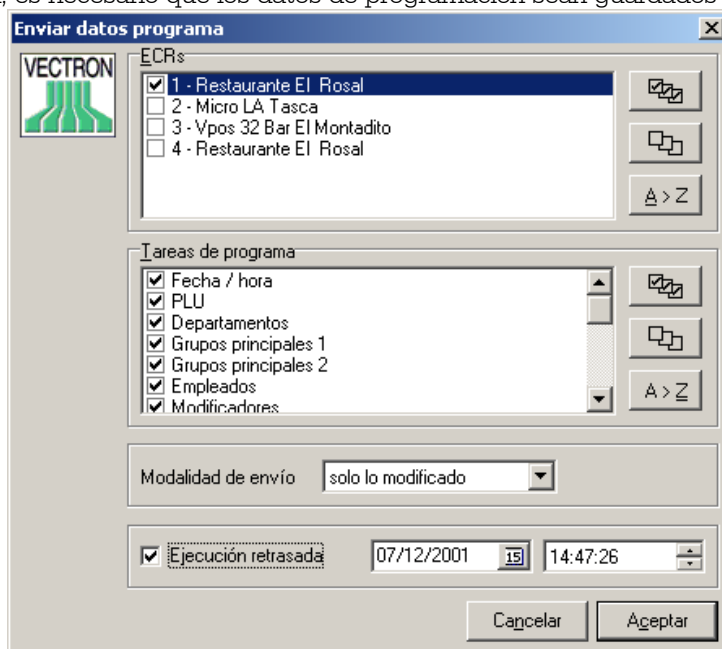 , es necesario que los datos de programación sean guardados
Enviar datos programa
VECTRON
ECRs
1 - Restaurante El Rosal
2 - Micro LA Tasca
3 - Vpos 32 Bar El Montadito
4 - Restaurante El Rosal
A > Z
Tareas de programa
Fecha / hora
PLU
Departamentos
Grupos principales 1
Grupos principales 2
Empleados
Modificadores
A > Z
Modalidad de envío solo lo modificado
Ejecución retrasada 07/12/2001 15 14:47:26
Cancelar Aceptar